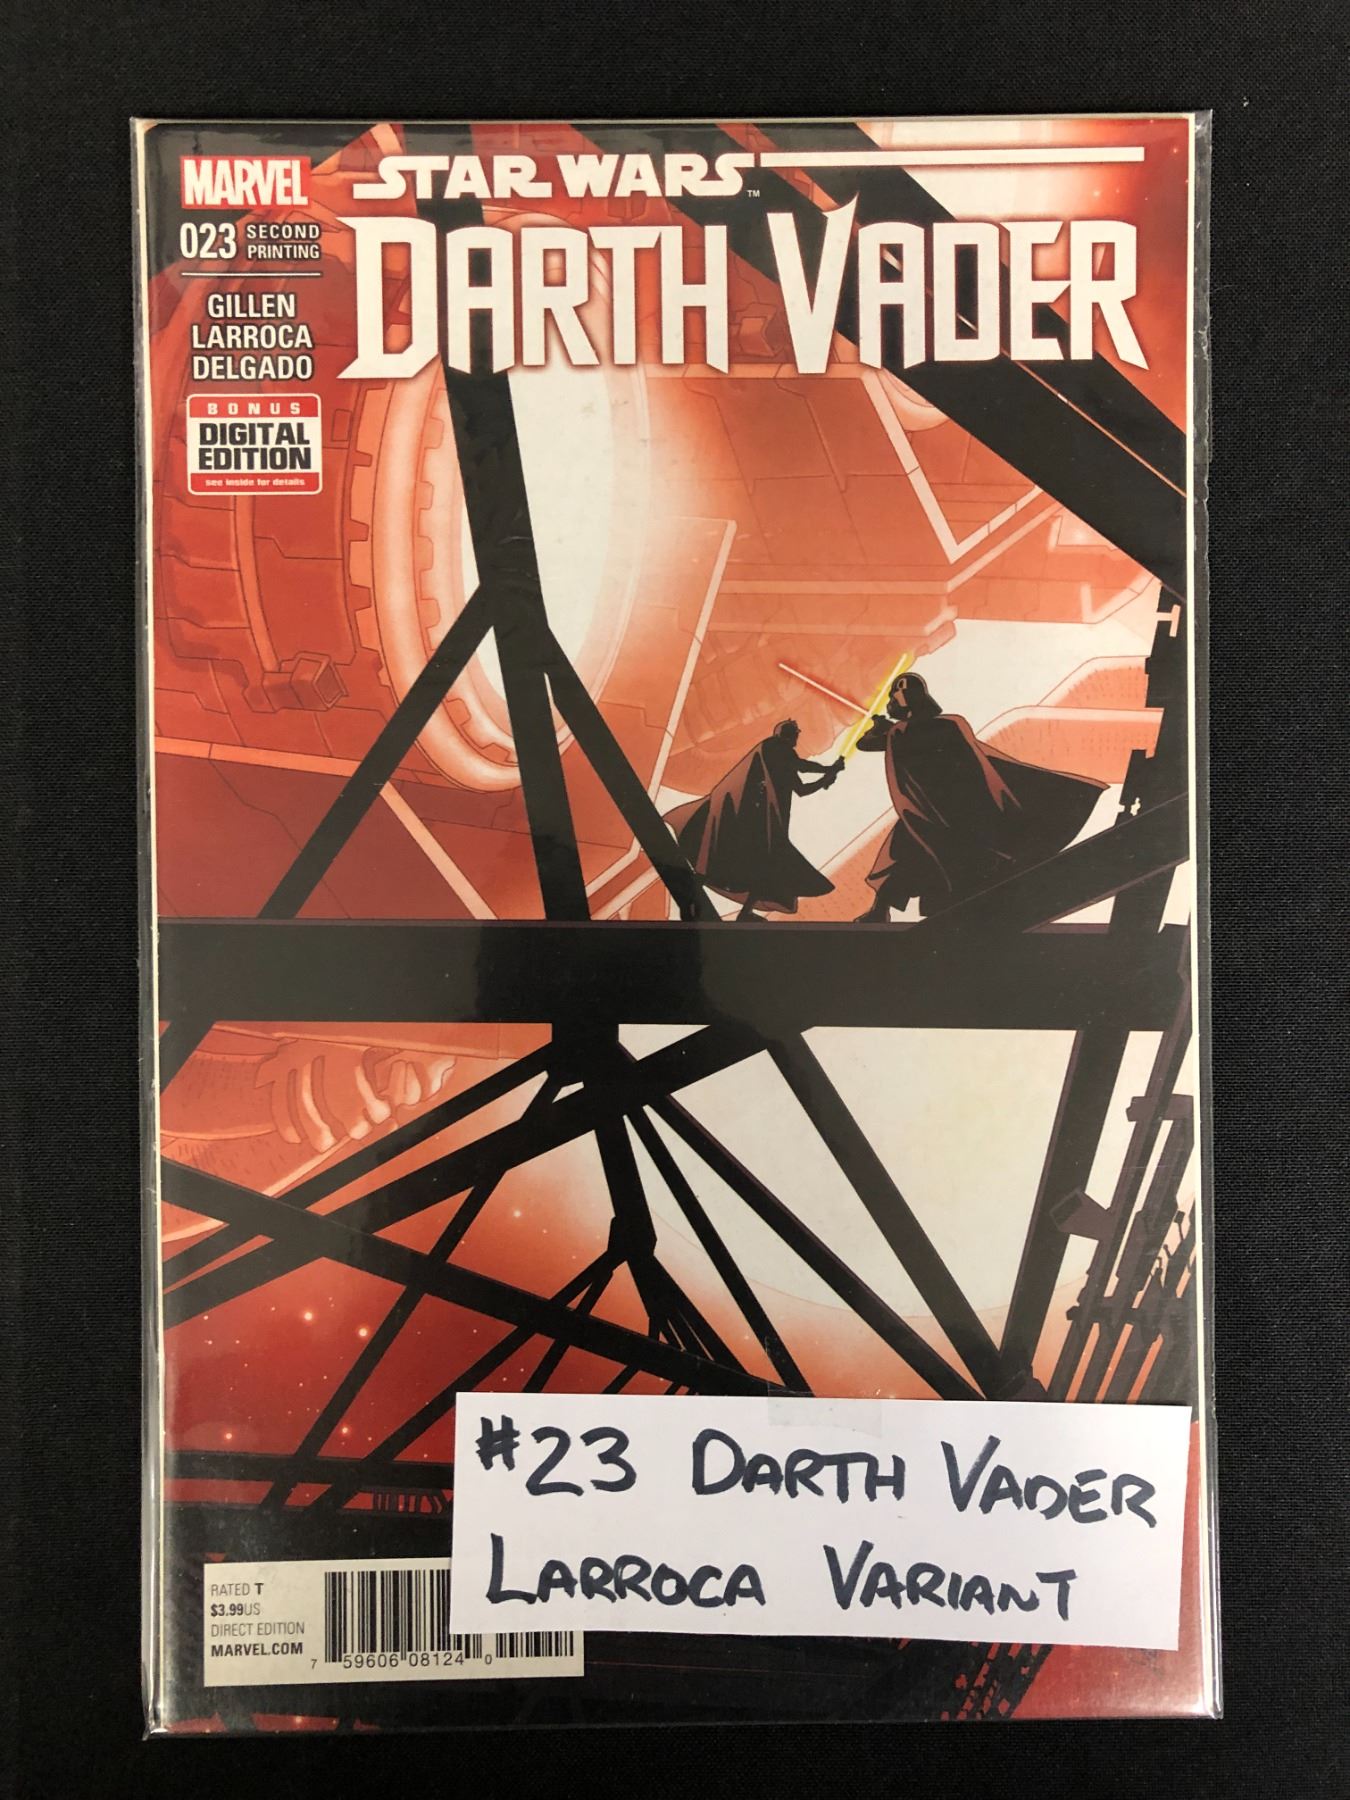 MARVEL
STAR WARS™
DARTH VADER
023 SECOND PRINTING
GILLEN
LARROCA
DELGADO
BONUS
DIGITAL
EDITION
see inside for details
#23 DARTH VADER
LARROCA VARIANT
RATED T
$3.99US
DIRECT EDITION
MARVEL.COM
7 59606 08124 0